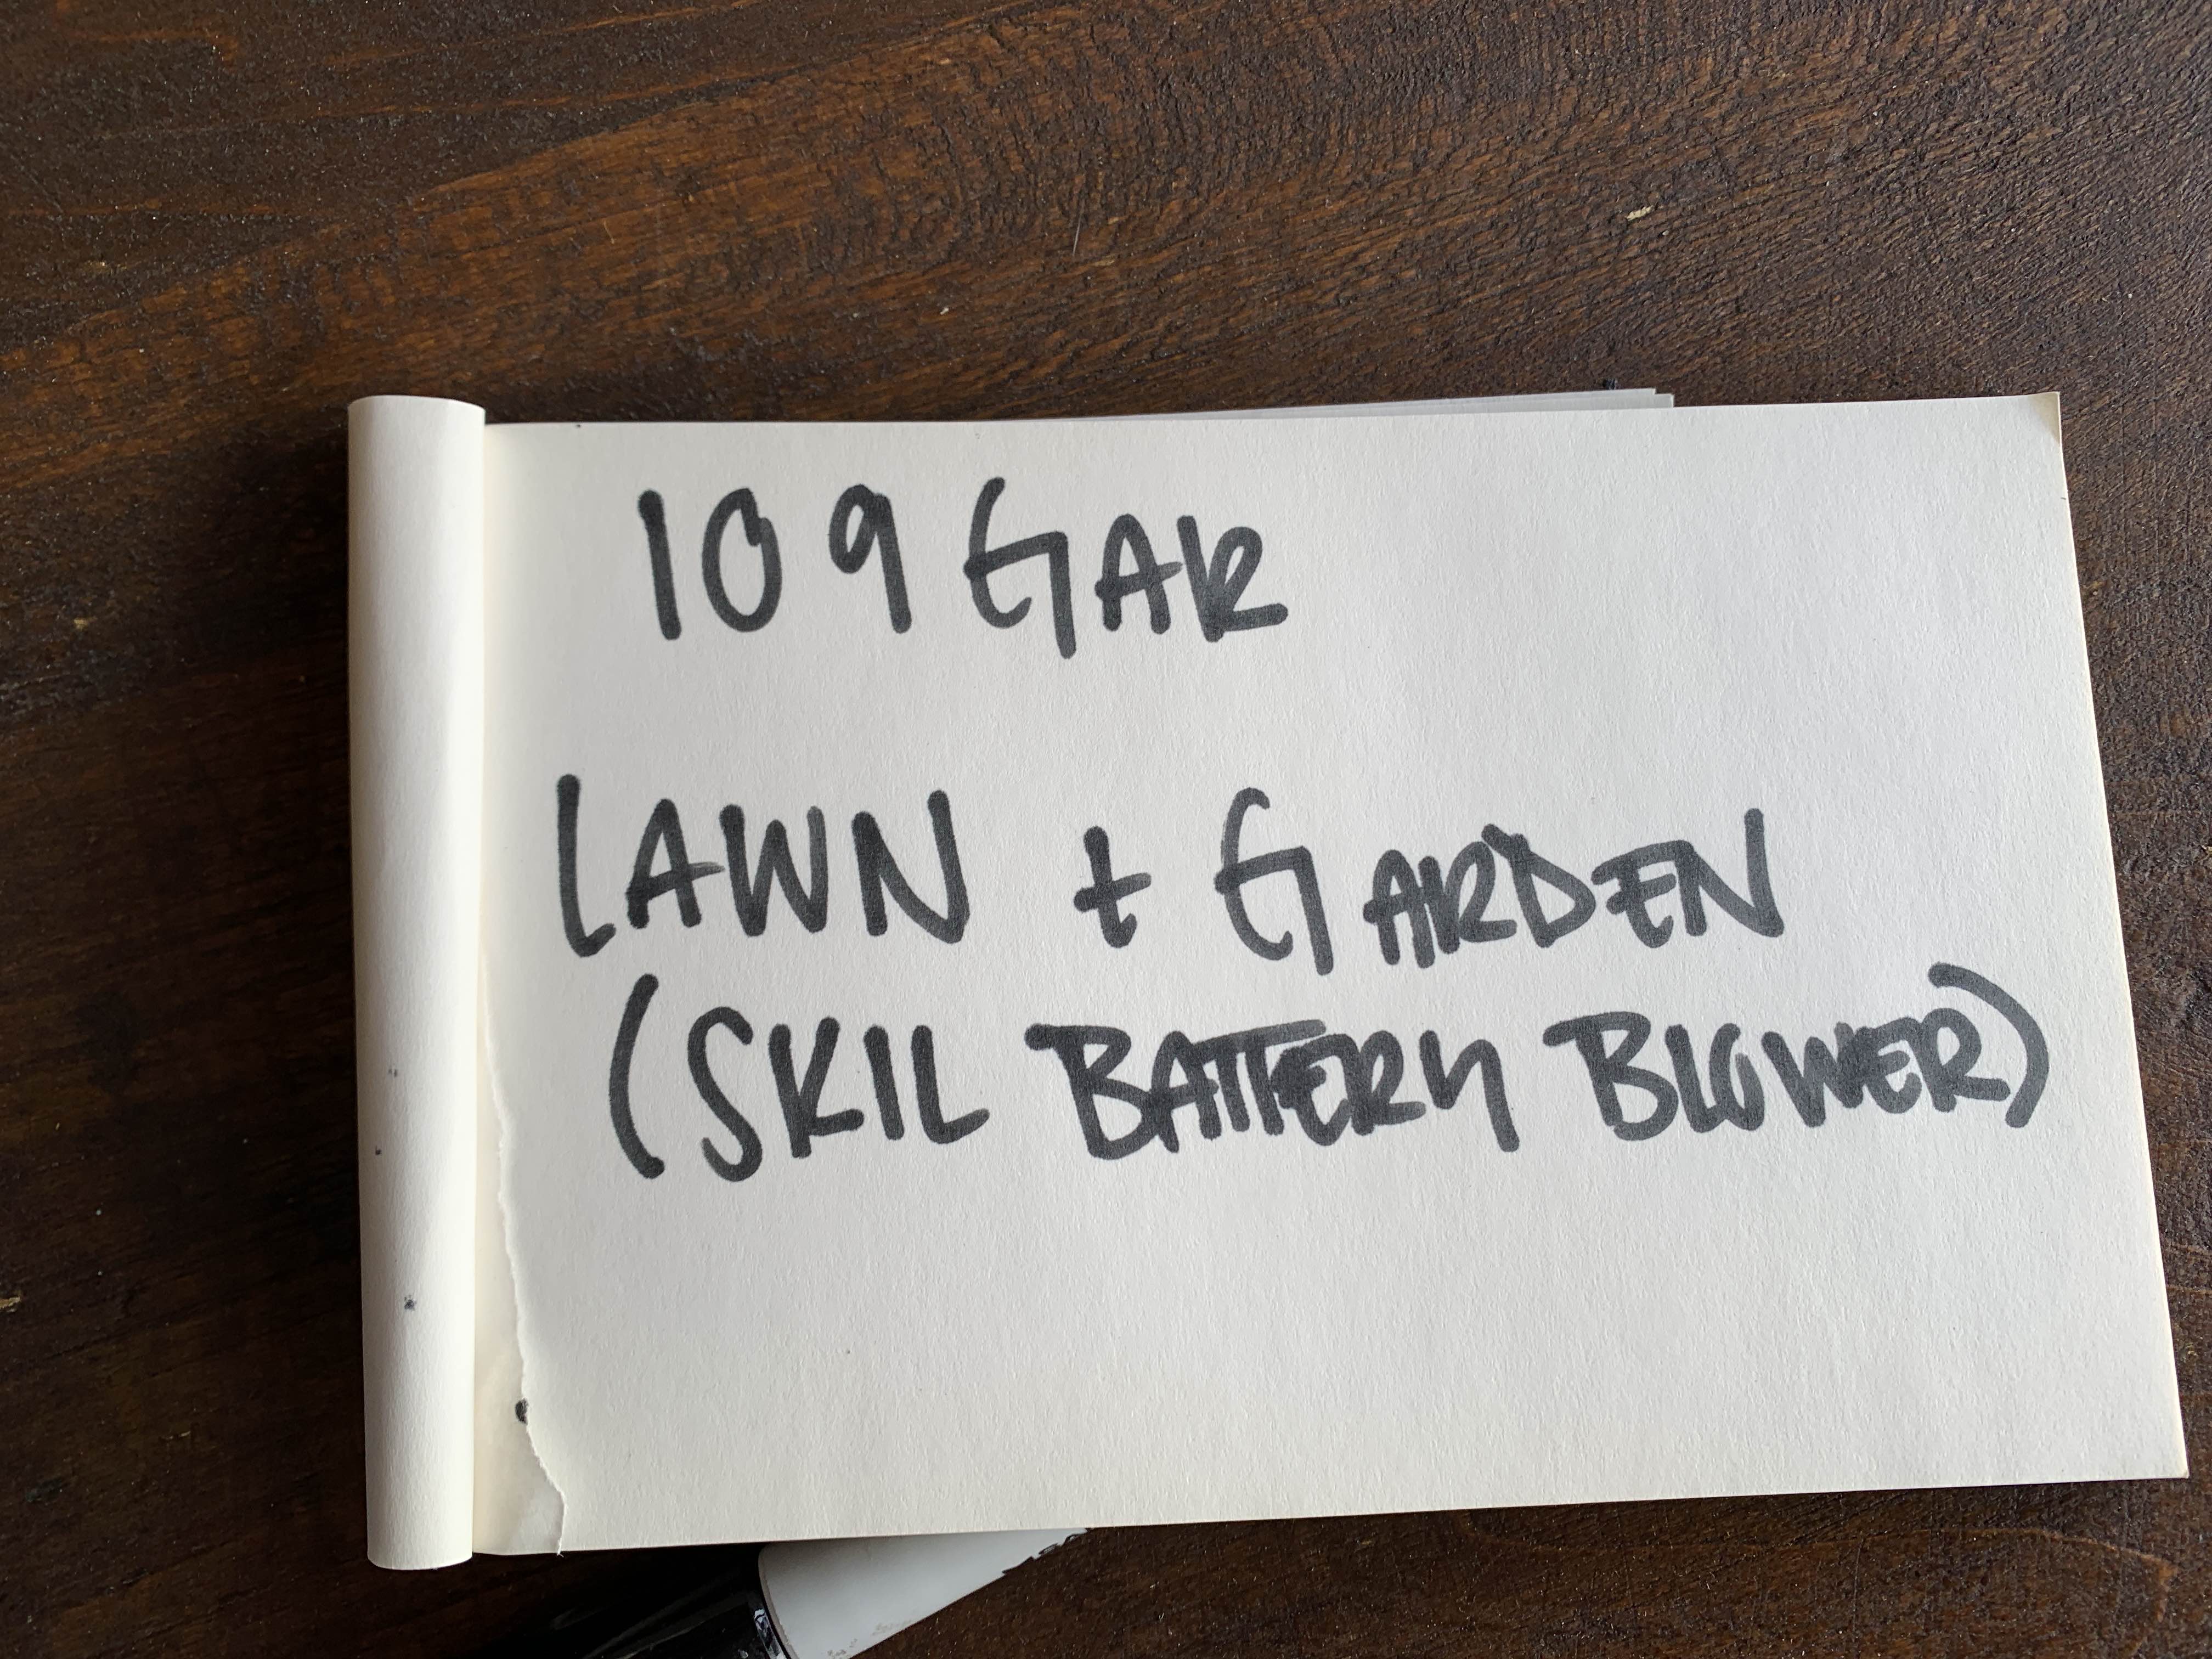 109 GAR
LAWN + GARDEN
(SKIL BATTERY BLOWER)